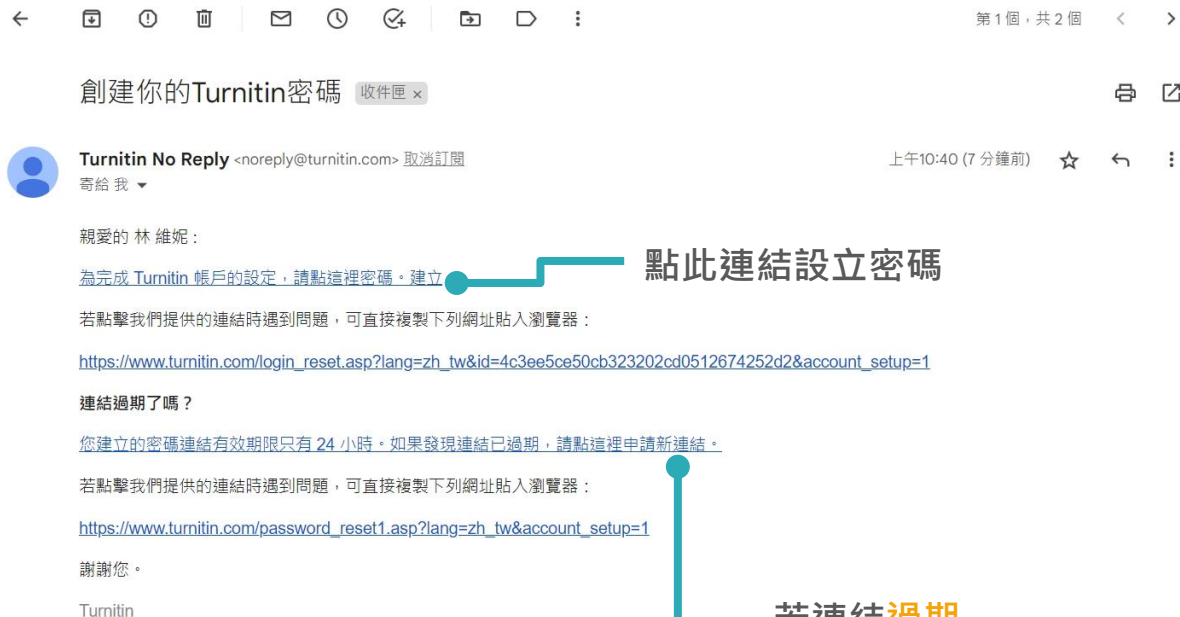 第 1 個，共 2 個
創建你的Turnitin密碼 收件匣 ×
Turnitin No Reply <noreply@turnitin.com> 取消訂閱
上午10:40 (7 分鐘前)
寄給 我
親愛的 林 維妮：
為完成 Turnitin 帳戶的設定，請點這裡密碼。建立
點此連結設立密碼
若點擊我們提供的連結時遇到問題，可直接複製下列網址貼入瀏覽器：
https://www.turnitin.com/login_reset.asp?lang=zh_tw&id=4c3ee5ce50cb323202cd0512674252d2&account_setup=1
連結過期了嗎？
您建立的密碼連結有效期限只有 24 小時。如果發現連結已過期，請點這裡申請新連結。
若點擊我們提供的連結時遇到問題，可直接複製下列網址貼入瀏覽器：
https://www.turnitin.com/password_reset1.asp?lang=zh_tw&account_setup=1
謝謝您。
Turnitin
若連結過期